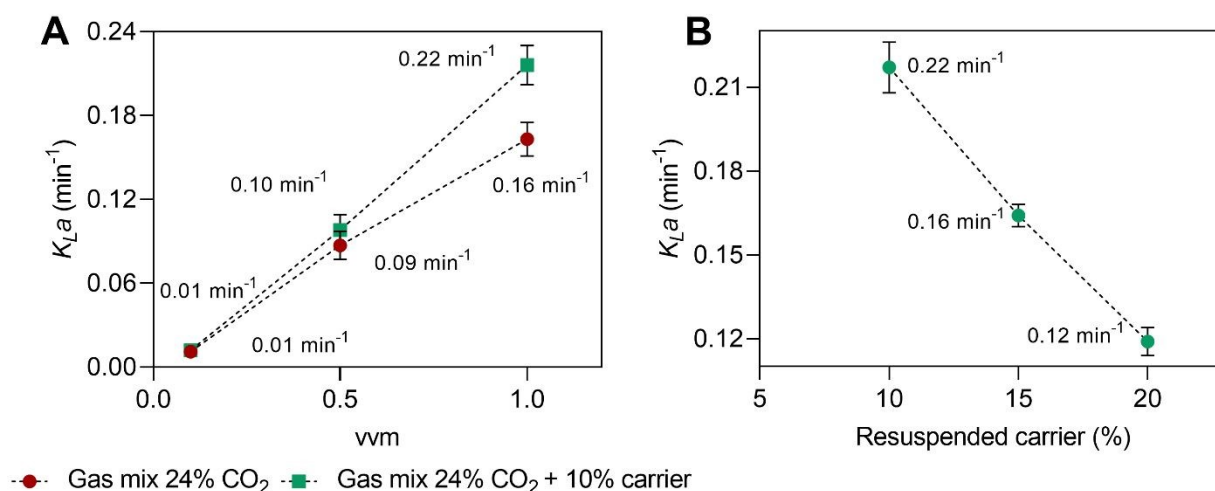 A
K_La (min⁻¹)
0.24
0.18
0.12
0.06
0.00
0.22 min⁻¹
0.10 min⁻¹
0.16 min⁻¹
0.09 min⁻¹
0.01 min⁻¹
0.01 min⁻¹
0.0 0.5 1.0
vvm
B
K_La (min⁻¹)
0.21
0.18
0.15
0.12
0.22 min⁻¹
0.16 min⁻¹
0.12 min⁻¹
5 10 15 20
Resuspended carrier (%)
Gas mix 24% CO₂ Gas mix 24% CO₂ + 10% carrier